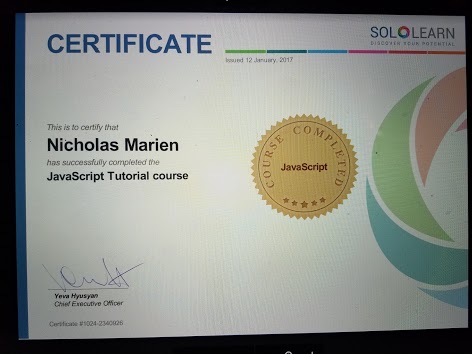 CERTIFICATE
SOLOLEARN
DISCOVER YOUR POTENTIAL
Issued 12 January, 2017
This is to certify that
Nicholas Marien
has successfully completed the
JavaScript Tutorial course
COURSE COMPLETED
JavaScript
Yeva Hyusyan
Chief Executive Officer
Certificate #1024-2340926